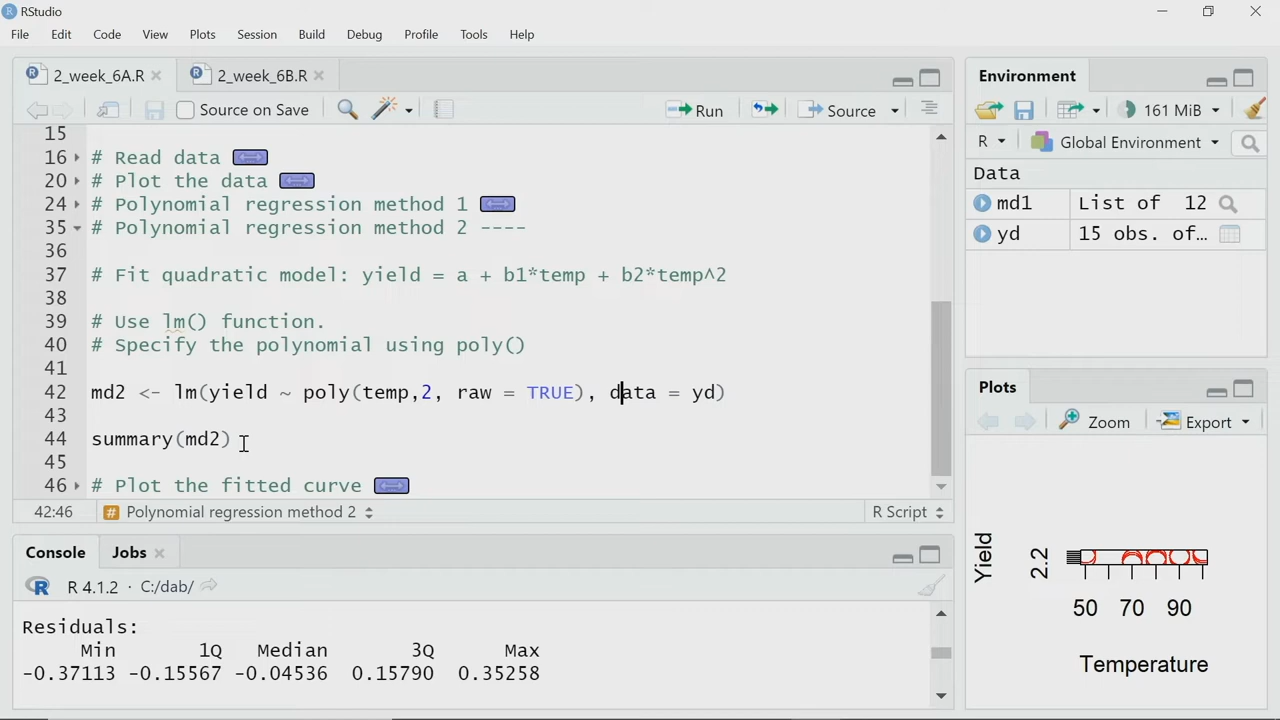 RStudio
File Edit Code View Plots Session Build Debug Profile Tools Help
2_week_6A.R 2_week_6B.R
Source on Save Run Source
15
16 # Read data
20 # Plot the data
24 # Polynomial regression method 1
35 # Polynomial regression method 2 ----
36
37 # Fit quadratic model: yield = a + b1*temp + b2*temp^2
38
39 # Use lm() function.
40 # Specify the polynomial using poly()
41
42 md2 <- lm(yield ~ poly(temp,2, raw = TRUE), data = yd)
43
44 summary(md2)
45
46 # Plot the fitted curve
42:46 # Polynomial regression method 2 R Script
Console Jobs
R R 4.1.2 · C:/dab/
Residuals:
Min 1Q Median 3Q Max
-0.37113 -0.15567 -0.04536 0.15790 0.35258
Environment
161 MiB
R Global Environment
Data
md1 List of 12
yd 15 obs. of…
Plots
Zoom Export
Yield
2.2
50 70 90
Temperature